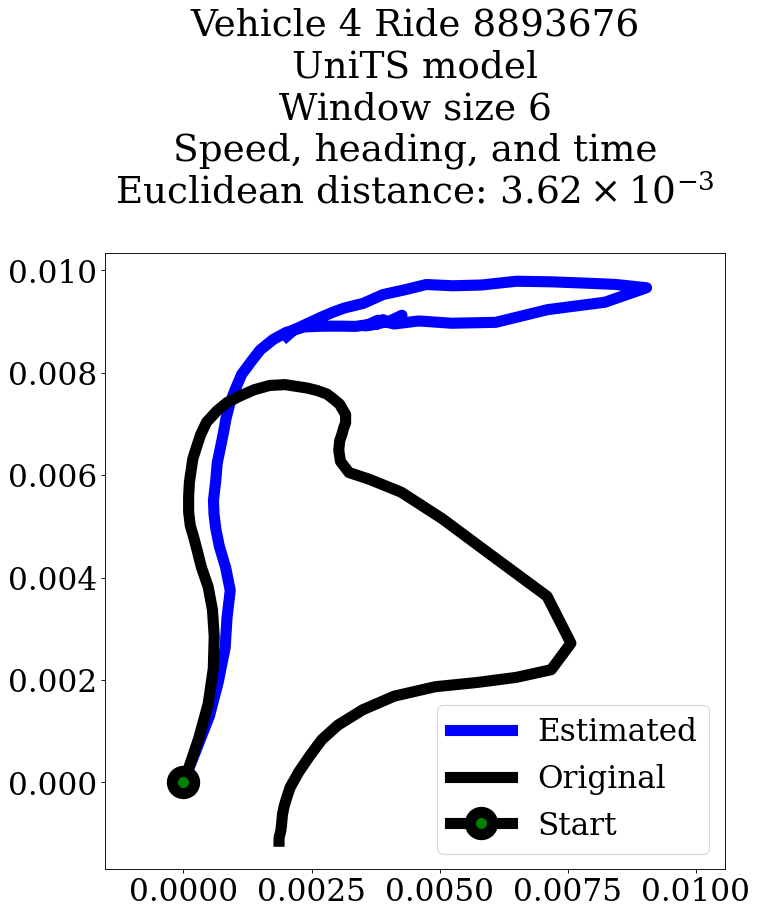 Vehicle 4 Ride 8893676
UniTS model
Window size 6
Speed, heading, and time
Euclidean distance: 3.62 × 10⁻³
0.010
0.008
0.006
0.004
0.002
0.000
Estimated
Original
Start
0.0000 0.0025 0.0050 0.0075 0.0100